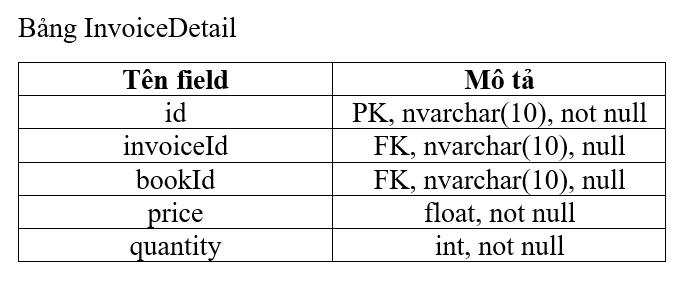 Bảng InvoiceDetail
Tên field Mô tả
id PK, nvarchar(10), not null
invoiceId FK, nvarchar(10), null
bookId FK, nvarchar(10), null
price float, not null
quantity int, not null